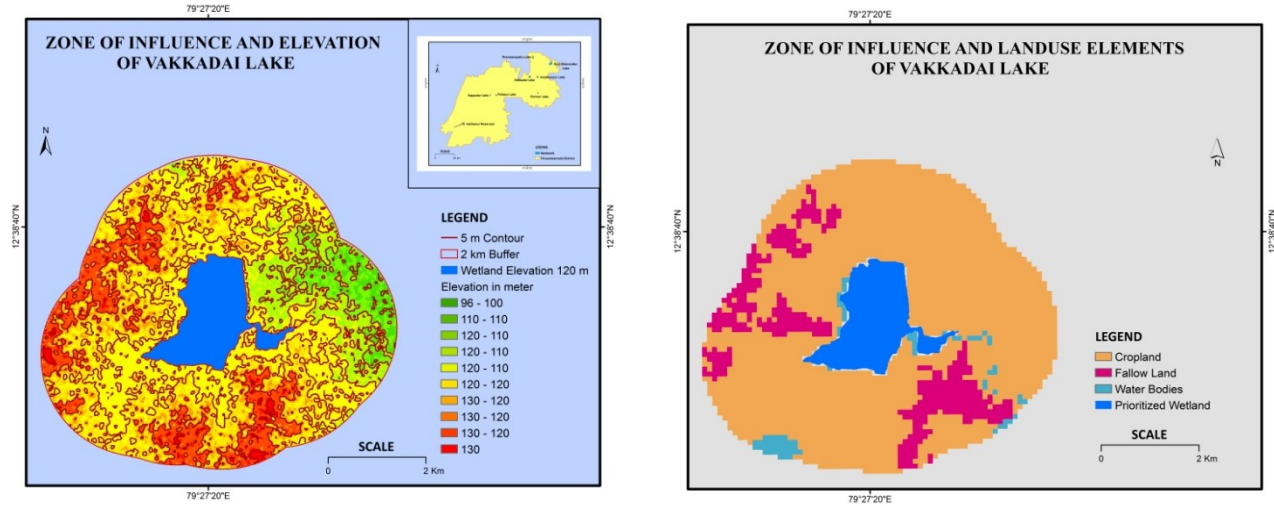 79°27'20"E
ZONE OF INFLUENCE AND ELEVATION
OF VAKKADAI LAKE
N
12°38'40"N
12°38'40"N
LEGEND
5 m Contour
2 km Buffer
Wetland Elevation 120 m
Elevation in meter
96 - 100
110 - 110
120 - 110
120 - 110
120 - 110
120 - 120
130 - 120
130 - 120
130 - 120
130
SCALE
0 2 Km
79°27'20"E
79°27'20"E
ZONE OF INFLUENCE AND LANDUSE ELEMENTS
OF VAKKADAI LAKE
N
12°38'40"N
12°38'40"N
LEGEND
Cropland
Fallow Land
Water Bodies
Prioritized Wetland
SCALE
0 2 Km
79°27'20"E